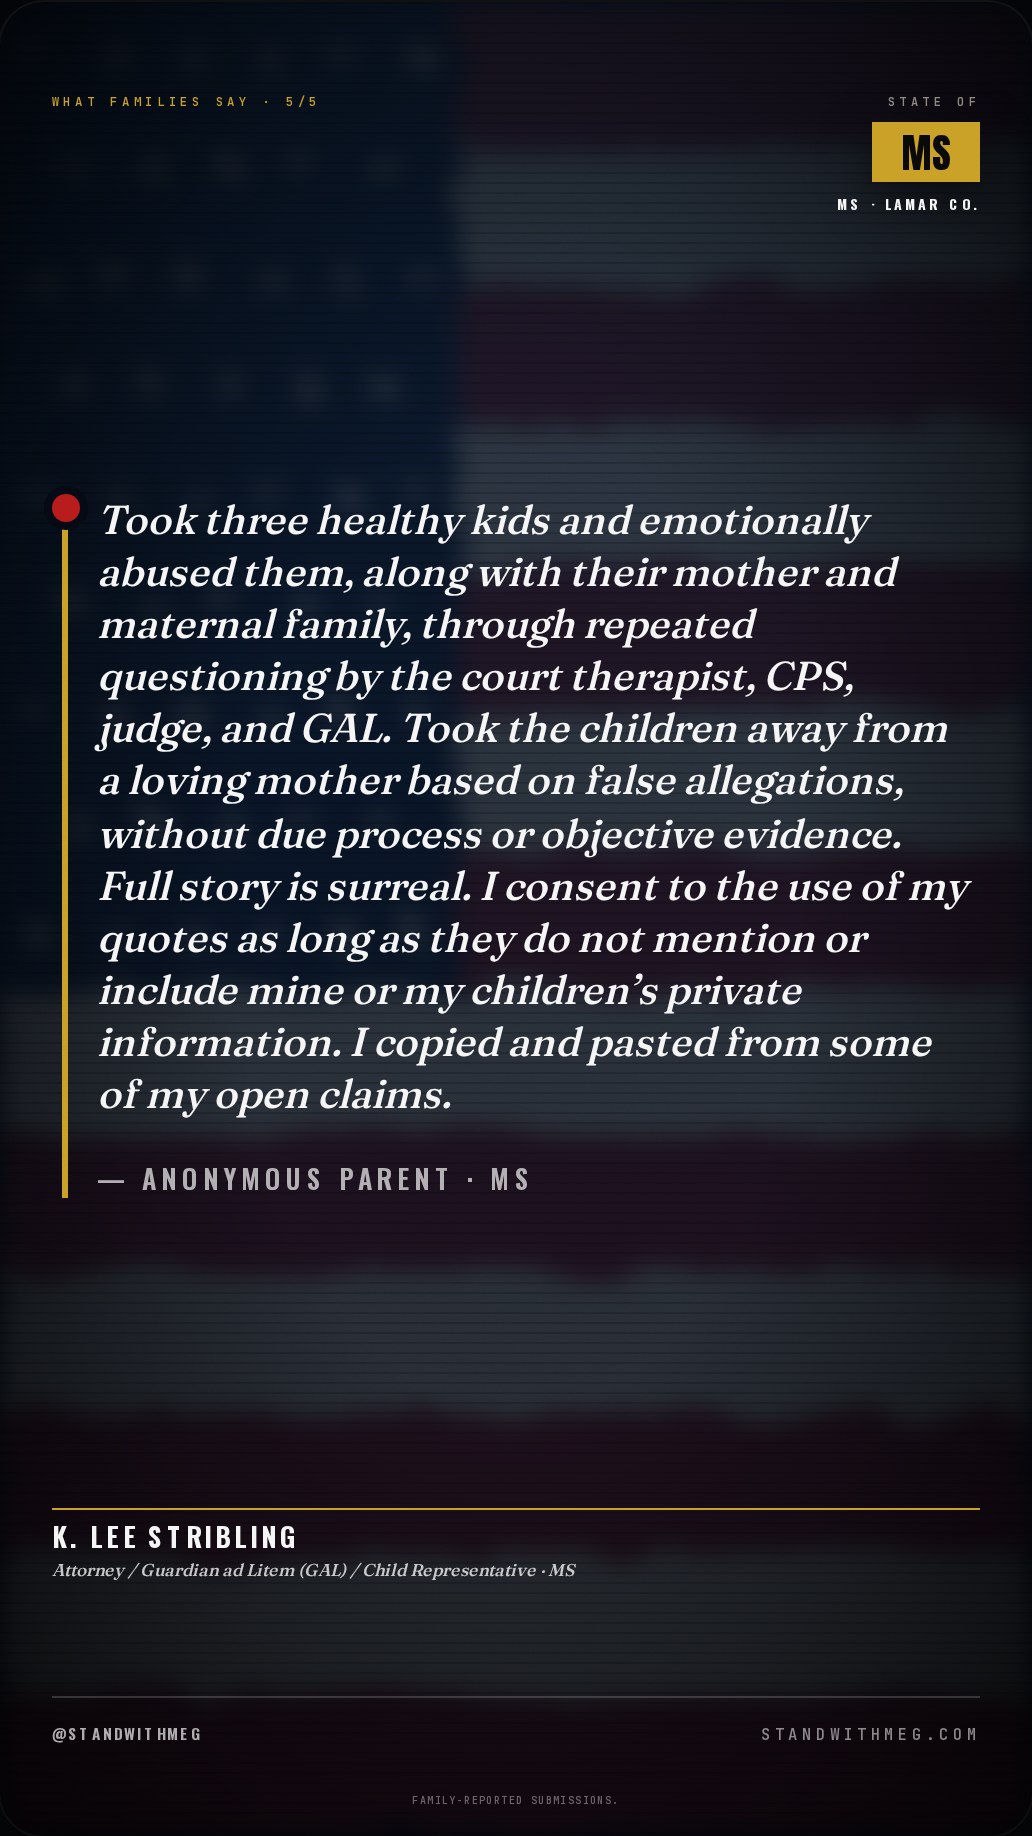 WHAT FAMILIES SAY · 5/5
STATE OF
MS
MS · LAMAR CO.
Took three healthy kids and emotionally
abused them, along with their mother and
maternal family, through repeated
questioning by the court therapist, CPS,
judge, and GAL. Took the children away from
a loving mother based on false allegations,
without due process or objective evidence.
Full story is surreal. I consent to the use of my
quotes as long as they do not mention or
include mine or my children’s private
information. I copied and pasted from some
of my open claims.
— ANONYMOUS PARENT · MS
K. LEE STRIBLING
Attorney / Guardian ad Litem (GAL) / Child Representative · MS
@STANDWITHMEG
STANDWITHMEG.COM
FAMILY-REPORTED SUBMISSIONS.